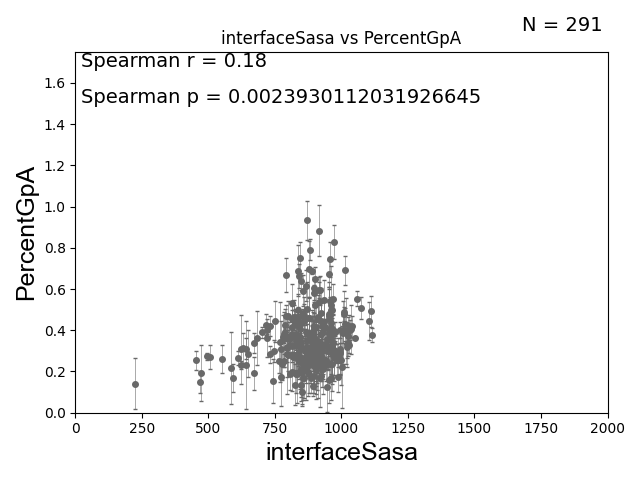 N = 291
interfaceSasa vs PercentGpA
Spearman r = 0.18
Spearman p = 0.0023930112031926645
PercentGpA
1.6
1.4
1.2
1.0
0.8
0.6
0.4
0.2
0.0
0 250 500 750 1000 1250 1500 1750 2000
interfaceSasa